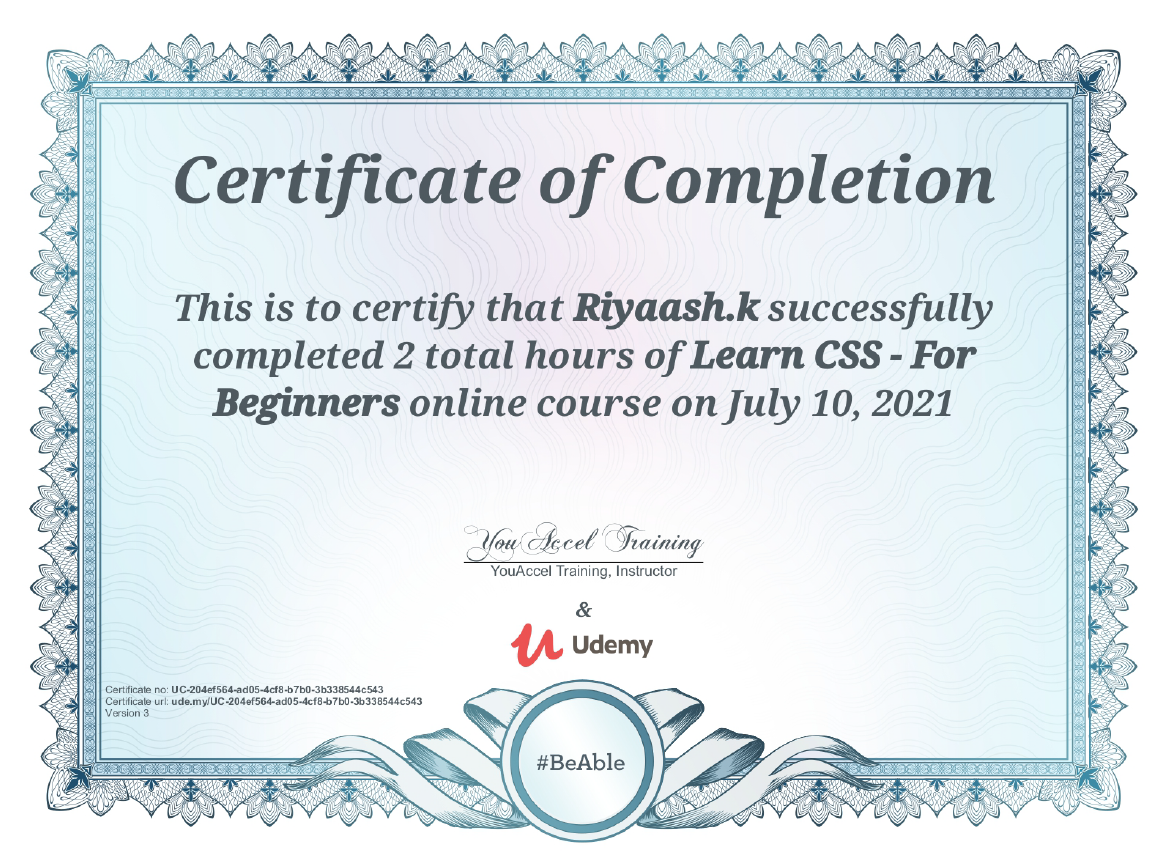 Certificate of Completion
This is to certify that Riyaash.k successfully
completed 2 total hours of Learn CSS - For
Beginners online course on July 10, 2021
YouAccel Training
YouAccel Training, Instructor
&
Udemy
Certificate no: UC-204ef564-ad05-4cf8-b7b0-3b338544c543
Certificate url: ude.my/UC-204ef564-ad05-4cf8-b7b0-3b338544c543
Version 3
#BeAble